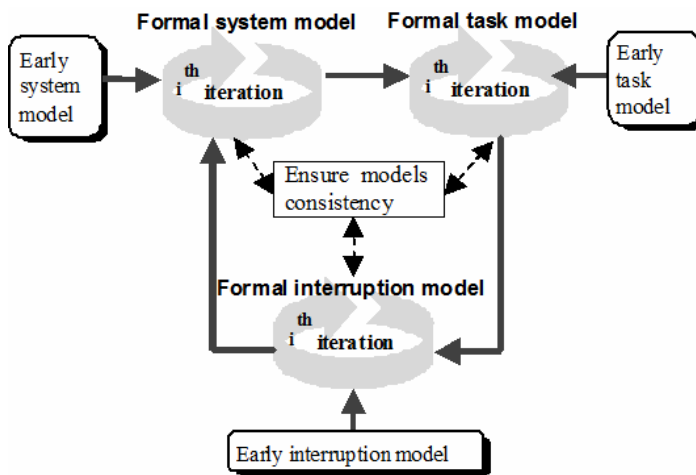 Formal system model
Formal task model
Early
system
model
i th iteration
i th iteration
Early
task
model
Ensure models
consistency
Formal interruption model
i th iteration
Early interruption model